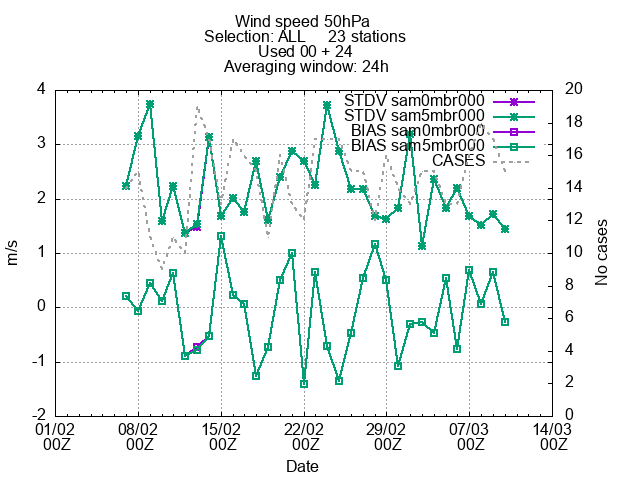 Wind speed 50hPa
Selection: ALL     23 stations
Used 00 + 24
Averaging window: 24h
STDV sam0mbr000
STDV sam5mbr000
BIAS sam0mbr000
BIAS sam5mbr000
CASES
4
3
2
1
0
-1
-2
m/s
20
18
16
14
12
10
8
6
4
2
0
No cases
01/02 08/02 15/02 22/02 29/02 07/03 14/03
00Z 00Z 00Z 00Z 00Z 00Z 00Z
Date